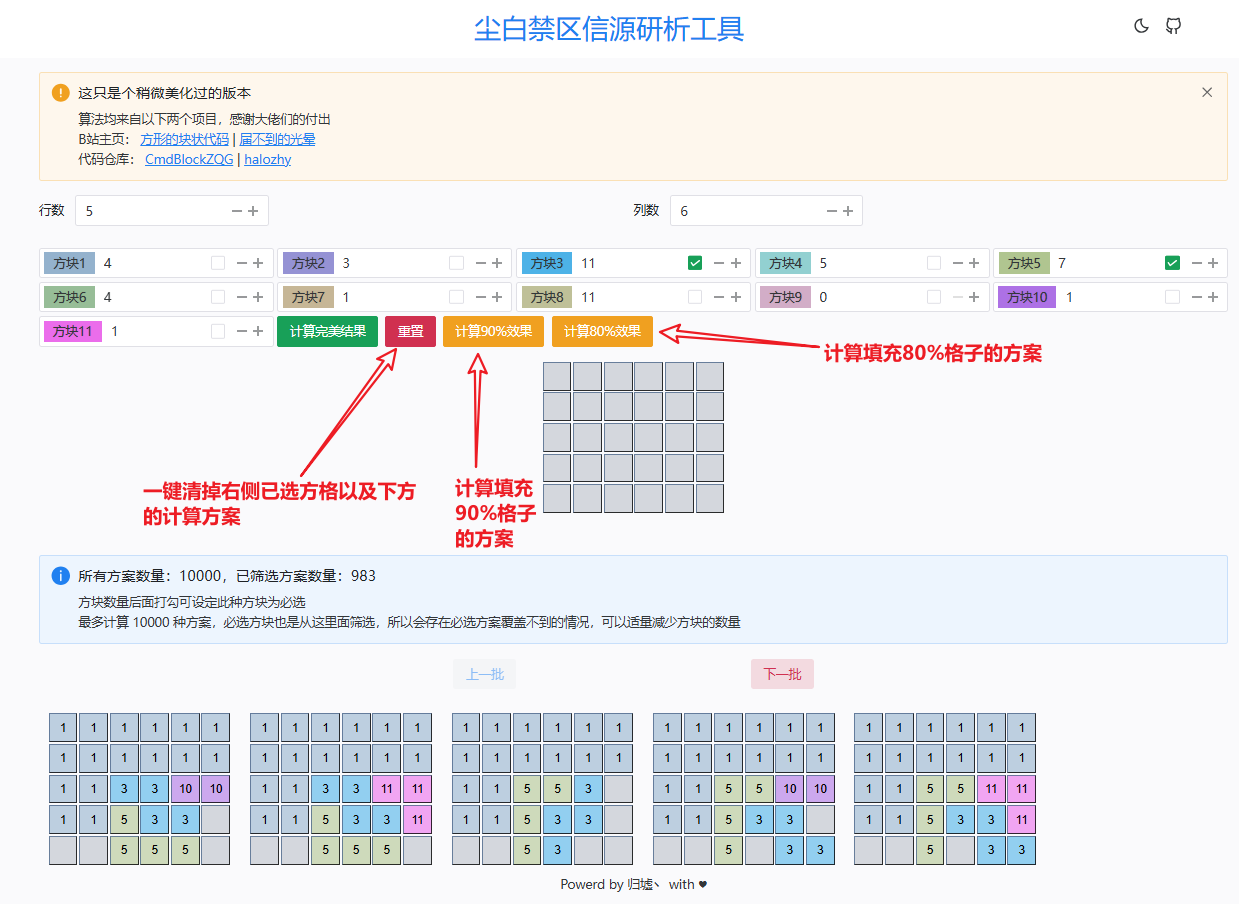 尘白禁区信源研析工具
这只是个稍微美化过的版本
算法均来自以下两个项目，感谢大佬们的付出
B站主页： 方形的块状代码 | 届不到的光晕
代码仓库： CmdBlockZQG | halozhy
行数 5 列数 6
方块1 4 方块2 3 方块3 11 方块4 5 方块5 7
方块6 4 方块7 1 方块8 11 方块9 0 方块10 1
方块11 1 计算完美结果 重置 计算90%效果 计算80%效果
计算填充80%格子的方案
一键清掉右侧已选方格以及下方
的计算方案
计算填充
90%格子
的方案
所有方案数量：10000，已筛选方案数量：983
方块数量后面打勾可设定此种方块为必选
最多计算 10000 种方案，必选方块也是从这里面筛选，所以会存在必选方案覆盖不到的情况，可以适量减少方块的数量
上一批 下一批
1 1 1 1 1 1 1 1 1 1 1 1 1 1 1 1 1 1 1 1 1 1 1 1 1 1 1 1 1 1
1 1 1 1 1 1 1 1 1 1 1 1 1 1 1 1 1 1 1 1 1 1 1 1 1 1 1 1 1 1
1 1 3 3 10 10 1 1 3 3 11 11 1 1 5 5 3 1 1 5 5 10 10 1 1 5 5 11 11
1 1 5 3 3 1 1 5 3 3 11 1 1 5 3 3 1 1 5 3 3 1 1 5 3 3 11
5 5 5 5 5 5 5 3 5 3 3 5 3 3
Powerd by 归墟丶 with ♥